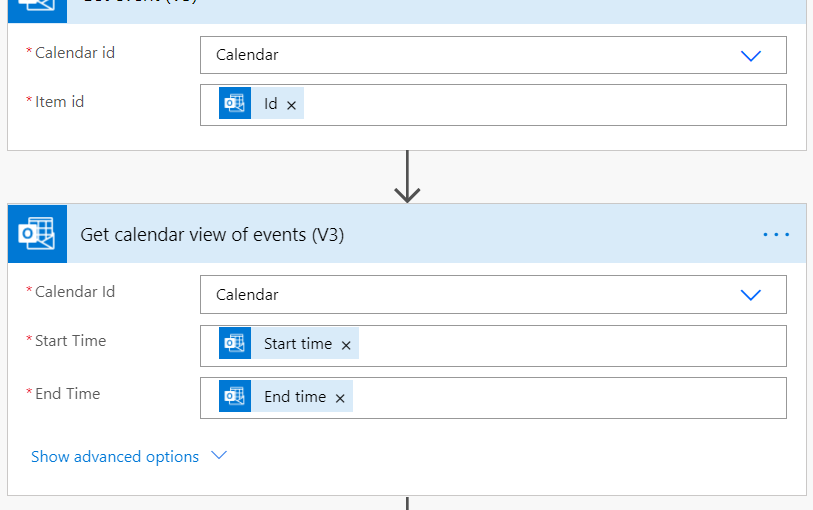 * Calendar id
Calendar
* Item id
Id ×
Get calendar view of events (V3)
...
* Calendar Id
Calendar
* Start Time
Start time ×
* End Time
End time ×
Show advanced options